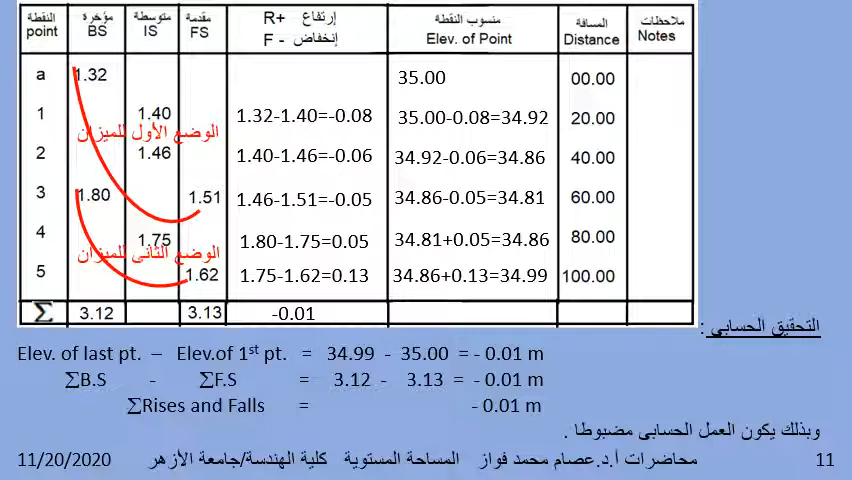 النقطة مؤخرة متوسطة مقدمة R+ إرتفاع منسوب النقطة المسافة ملاحظات
point BS IS FS F - إنخفاض Elev. of Point Distance Notes
a 1.32 35.00 00.00
1 1.40 1.32-1.40=-0.08 35.00-0.08=34.92 20.00
الوضع الأول للميزان
2 1.46 1.40-1.46=-0.06 34.92-0.06=34.86 40.00
3 1.80 1.51 1.46-1.51=-0.05 34.86-0.05=34.81 60.00
4 1.75 1.80-1.75=0.05 34.81+0.05=34.86 80.00
الوضع الثانى للميزان
5 1.62 1.75-1.62=0.13 34.86+0.13=34.99 100.00
Σ 3.12 3.13 -0.01
التحقيق الحسابى :
Elev. of last pt. – Elev.of 1st pt. = 34.99 - 35.00 = - 0.01 m
∑B.S - ∑F.S = 3.12 - 3.13 = - 0.01 m
∑Rises and Falls = - 0.01 m
وبذلك يكون العمل الحسابى مضبوطا .
11/20/2020 محاضرات أ.د.عصام محمد فواز المساحة المستوية كلية الهندسة/جامعة الأزهر 11